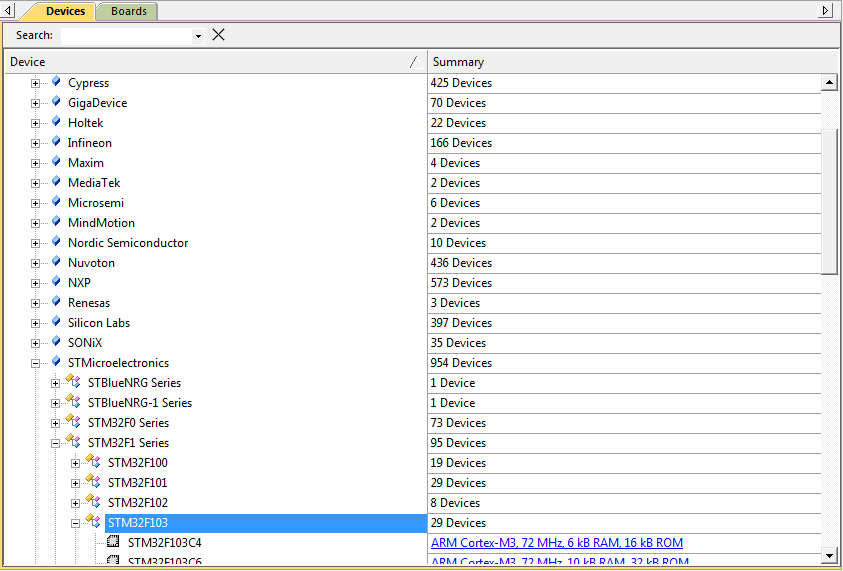 Devices Boards
Search:
Device Summary
Cypress 425 Devices
GigaDevice 70 Devices
Holtek 22 Devices
Infineon 166 Devices
Maxim 4 Devices
MediaTek 2 Devices
Microsemi 6 Devices
MindMotion 2 Devices
Nordic Semiconductor 10 Devices
Nuvoton 436 Devices
NXP 573 Devices
Renesas 3 Devices
Silicon Labs 397 Devices
SONiX 35 Devices
STMicroelectronics 954 Devices
STBlueNRG Series 1 Device
STBlueNRG-1 Series 1 Device
STM32F0 Series 73 Devices
STM32F1 Series 95 Devices
STM32F100 19 Devices
STM32F101 29 Devices
STM32F102 8 Devices
STM32F103 29 Devices
STM32F103C4 ARM Cortex-M3, 72 MHz, 6 kB RAM, 16 kB ROM
STM32F103C6 ARM Cortex-M3, 72 MHz, 10 kB RAM, 32 kB ROM